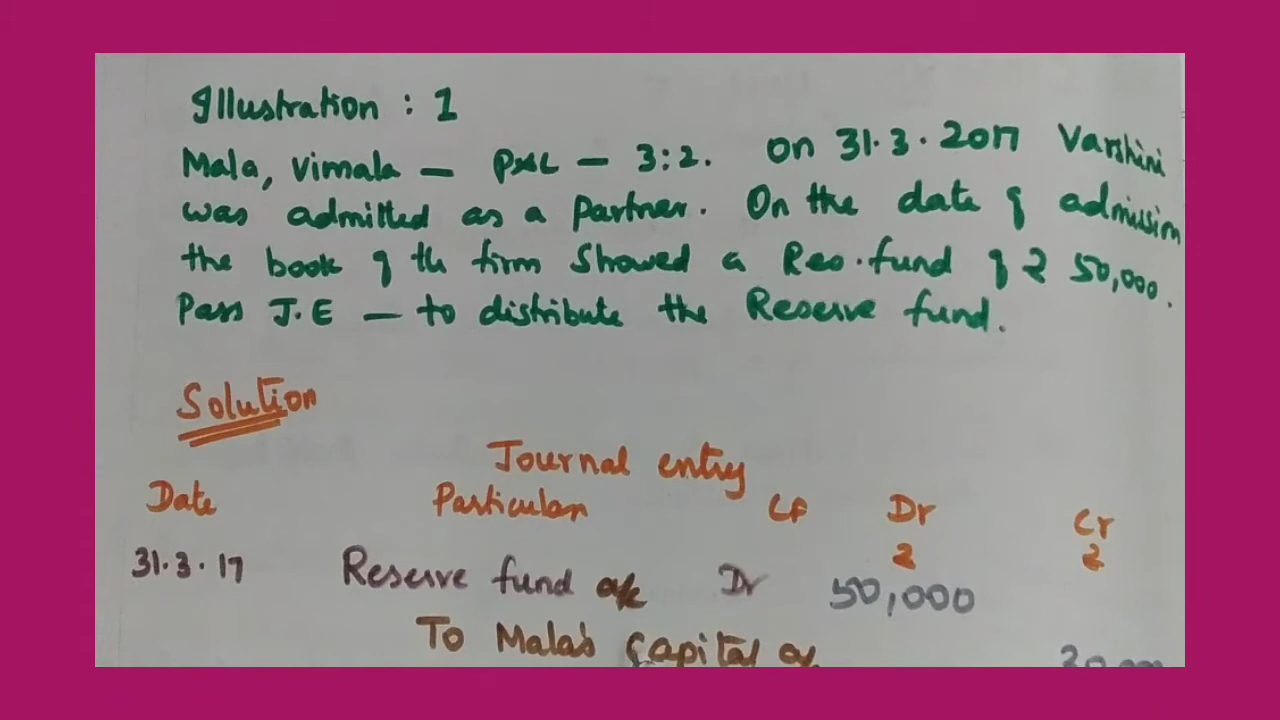 Illustration : 1
Mala, Vimala – P&L – 3:2. On 31.3.2017 Varshini
was admitted as a Partner. On the date of admission
the book of the firm Showed a Res.fund of ₹ 50,000.
Pass J.E – to distribute the Reserve fund.
Solution
Journal entry
Date Particulars LF Dr Cr
₹ ₹
31.3.17 Reserve fund a/c Dr 50,000
To Mala's Capital a/c